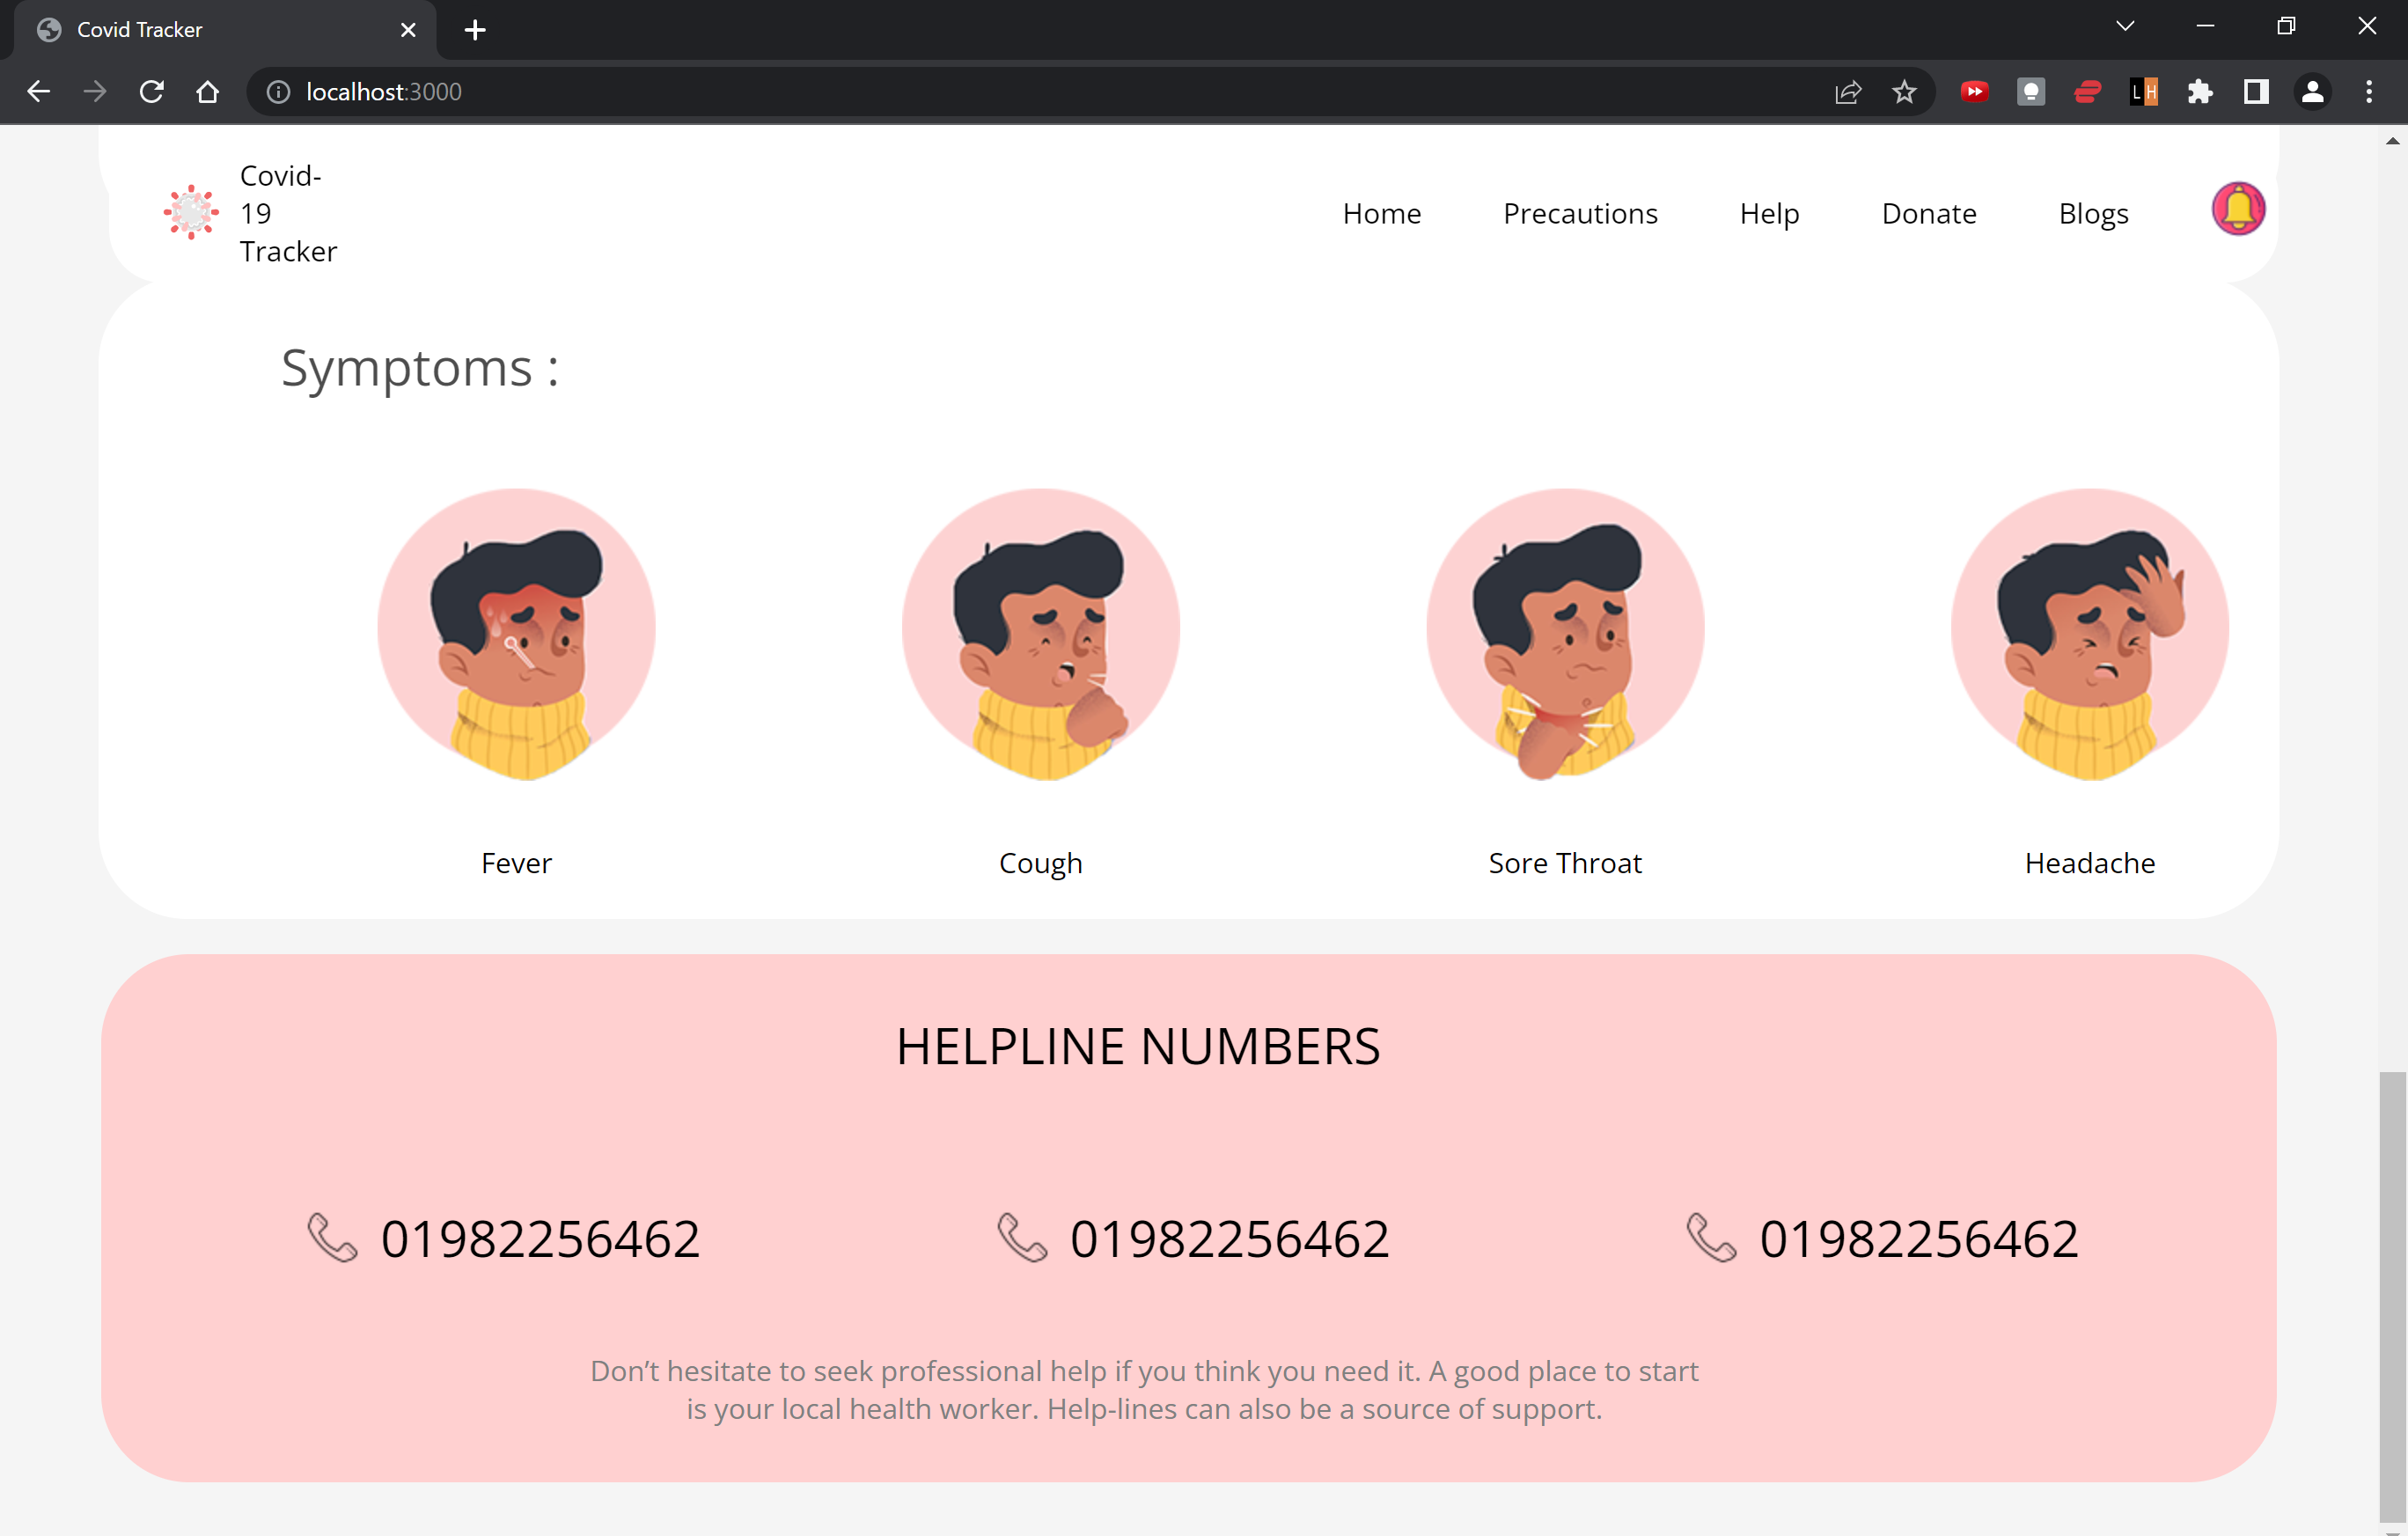 Covid Tracker
localhost:3000
L H
Covid-
19
Tracker
Home Precautions Help Donate Blogs
Symptoms :
Fever Cough Sore Throat Headache
HELPLINE NUMBERS
01982256462 01982256462 01982256462
Don’t hesitate to seek professional help if you think you need it. A good place to start
is your local health worker. Help-lines can also be a source of support.